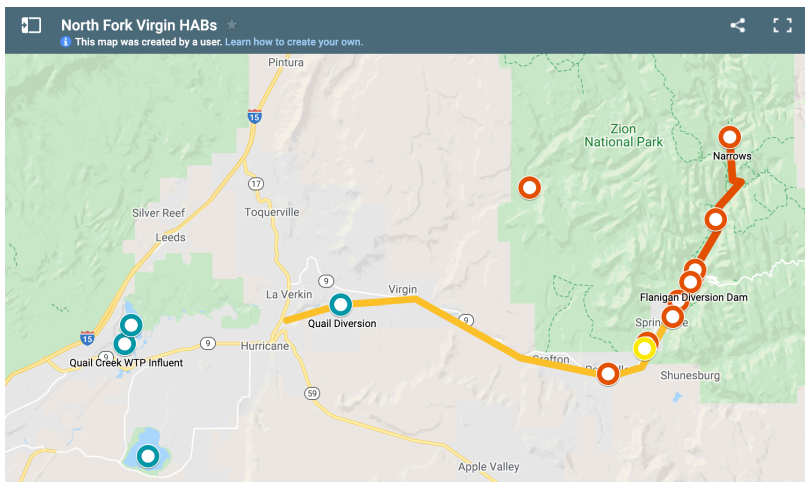 North Fork Virgin HABs
This map was created by a user. Learn how to create your own.
Pintura
15
Zion
National Park
Narrows
17
Silver Reef
Toquerville
Leeds
9
La Verkin
Virgin
Flanigan Diversion Dam
Quail Diversion
9
15
9
9
Hurricane
Quail Creek WTP Influent
Grafton
Shunesburg
59
Apple Valley